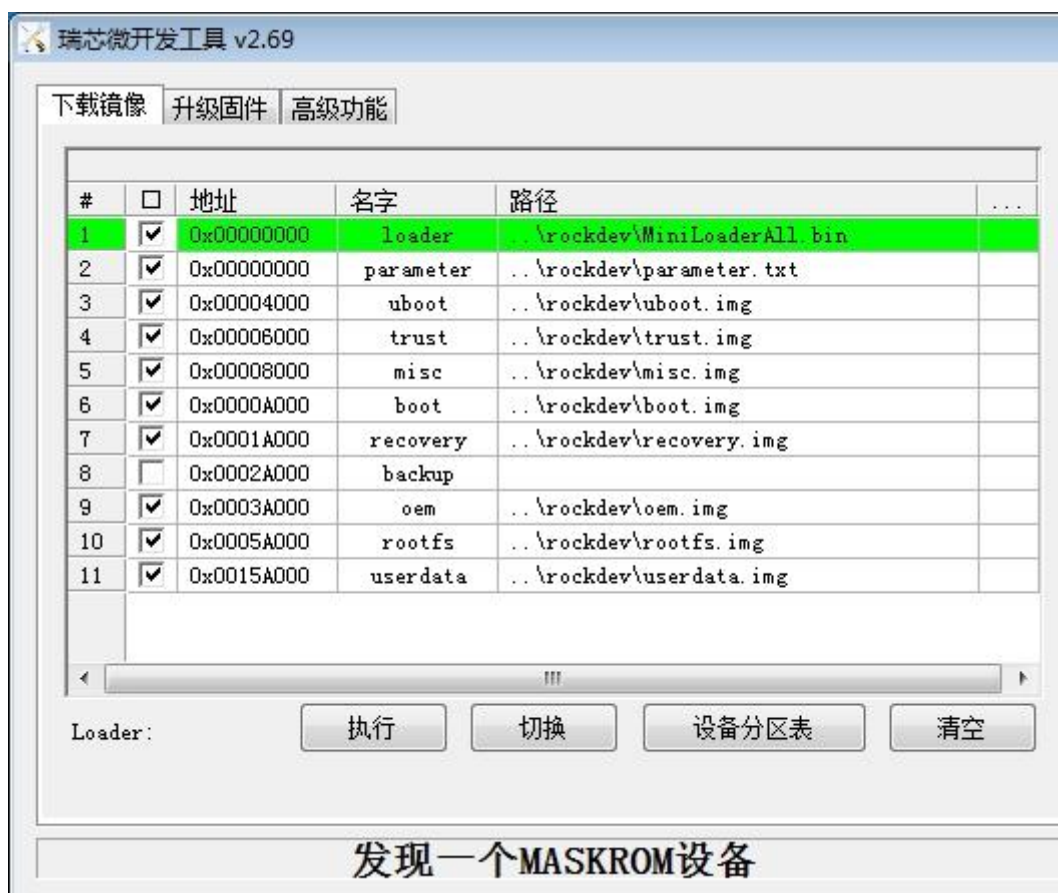 瑞芯微开发工具 v2.69
下载镜像 升级固件 高级功能
# 地址 名字 路径 ...
1 0x00000000 loader ..\rockdev\MiniLoaderAll.bin
2 0x00000000 parameter ..\rockdev\parameter.txt
3 0x00004000 uboot ..\rockdev\uboot.img
4 0x00006000 trust ..\rockdev\trust.img
5 0x00008000 misc ..\rockdev\misc.img
6 0x0000A000 boot ..\rockdev\boot.img
7 0x0001A000 recovery ..\rockdev\recovery.img
8 0x0002A000 backup
9 0x0003A000 oem ..\rockdev\oem.img
10 0x0005A000 rootfs ..\rockdev\rootfs.img
11 0x0015A000 userdata ..\rockdev\userdata.img
Loader: 执行 切换 设备分区表 清空
发现一个MASKROM设备